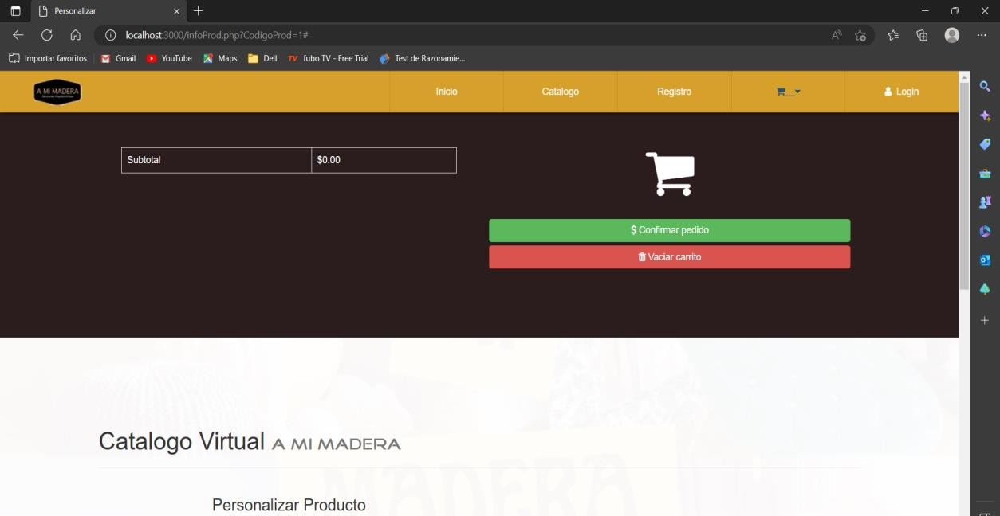 Personalizar
localhost:3000/infoProd.php?CodigoProd=1#
Importar favoritos Gmail YouTube Maps Dell fubo TV - Free Trial Test de Razonamie...
A MI MADERA Inicio Catalogo Registro Login
Subtotal $0.00
$ Confirmar pedido
Vaciar carrito
Catalogo Virtual A MI MADERA
MADERA
Personalizar Producto